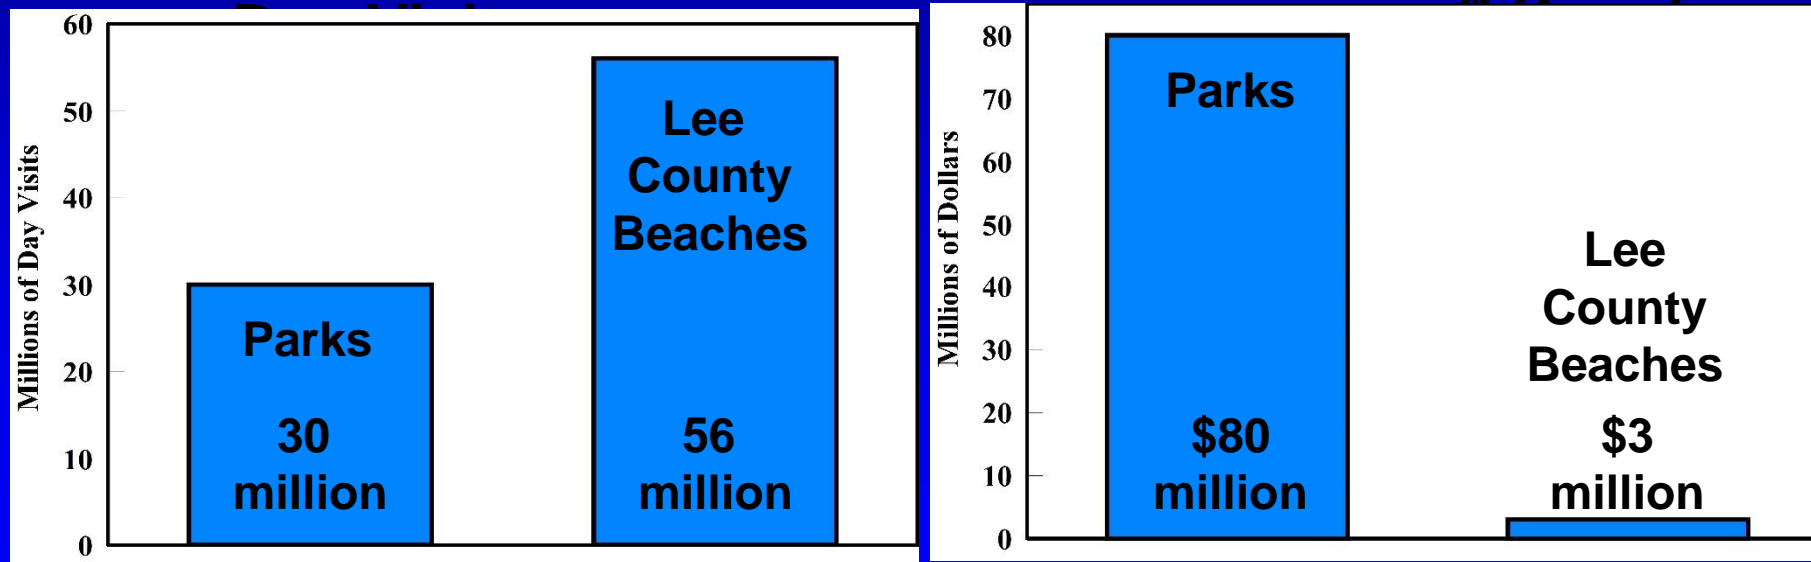 60
50
40
30
20
10
0
Millions of Day Visits
Parks
30
million
Lee
County
Beaches
56
million
80
70
60
50
40
30
20
10
0
Millions of Dollars
Parks
$80
million
Lee
County
Beaches
$3
million